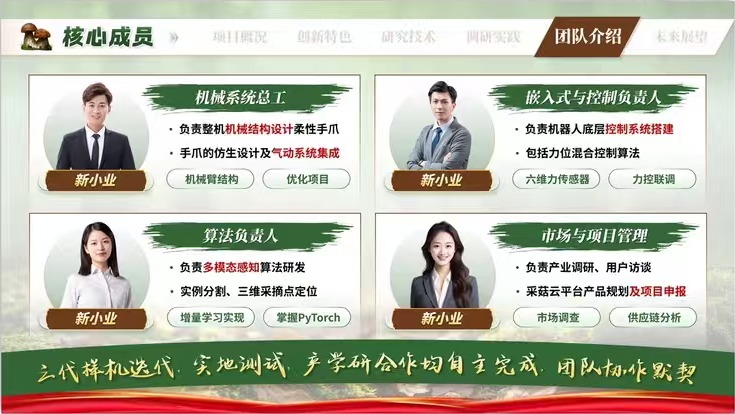 核心成员
项目概况 创新特色 研究技术 调研实践 团队介绍 未来展望
机械系统总工
• 负责整机机械结构设计柔性手爪
• 手爪的仿生设计及气动系统集成
新小业
机械臂结构 优化项目
嵌入式与控制负责人
• 负责机器人底层控制系统搭建
• 包括力位混合控制算法
新小业
六维力传感器 力控联调
算法负责人
• 负责多模态感知算法研发
• 实例分割、三维采摘点定位
新小业
增量学习实现 掌握PyTorch
市场与项目管理
• 负责产业调研、用户访谈
• 采菇云平台产品规划及项目申报
新小业
市场调查 供应链分析
三代样机迭代, 实地测试, 产学研合作均自主完成, 团队协作默契